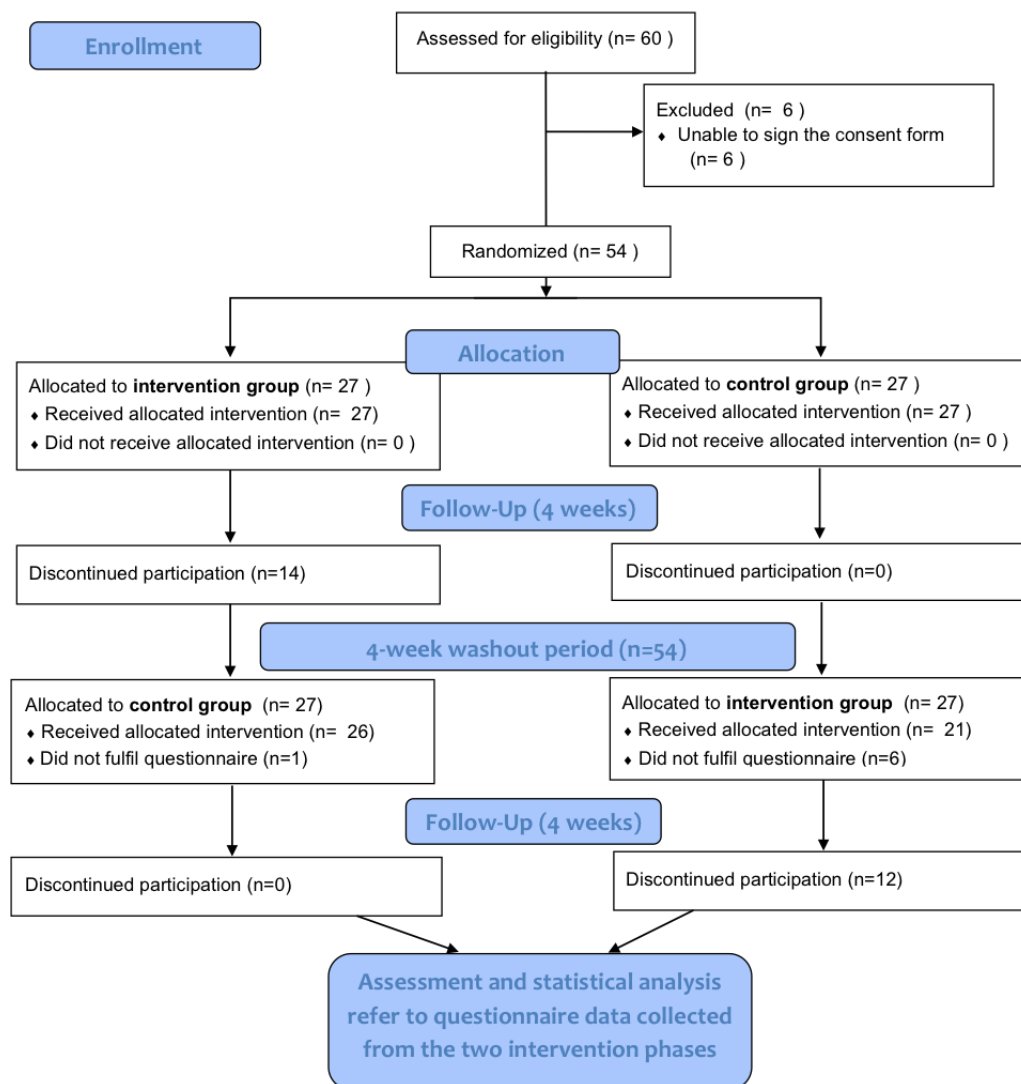 Enrollment
Assessed for eligibility (n= 60 )
Excluded (n= 6 )
♦ Unable to sign the consent form
(n= 6 )
Randomized (n= 54 )
Allocation
Allocated to intervention group (n= 27 )
♦ Received allocated intervention (n= 27)
♦ Did not receive allocated intervention (n= 0 )
Allocated to control group (n= 27 )
♦ Received allocated intervention (n= 27 )
♦ Did not receive allocated intervention (n= 0 )
Follow-Up (4 weeks)
Discontinued participation (n=14)
Discontinued participation (n=0)
4-week washout period (n=54)
Allocated to control group (n= 27)
♦ Received allocated intervention (n= 26)
♦ Did not fulfil questionnaire (n=1)
Allocated to intervention group (n= 27)
♦ Received allocated intervention (n= 21)
♦ Did not fulfil questionnaire (n=6)
Follow-Up (4 weeks)
Discontinued participation (n=0)
Discontinued participation (n=12)
Assessment and statistical analysis
refer to questionnaire data collected
from the two intervention phases